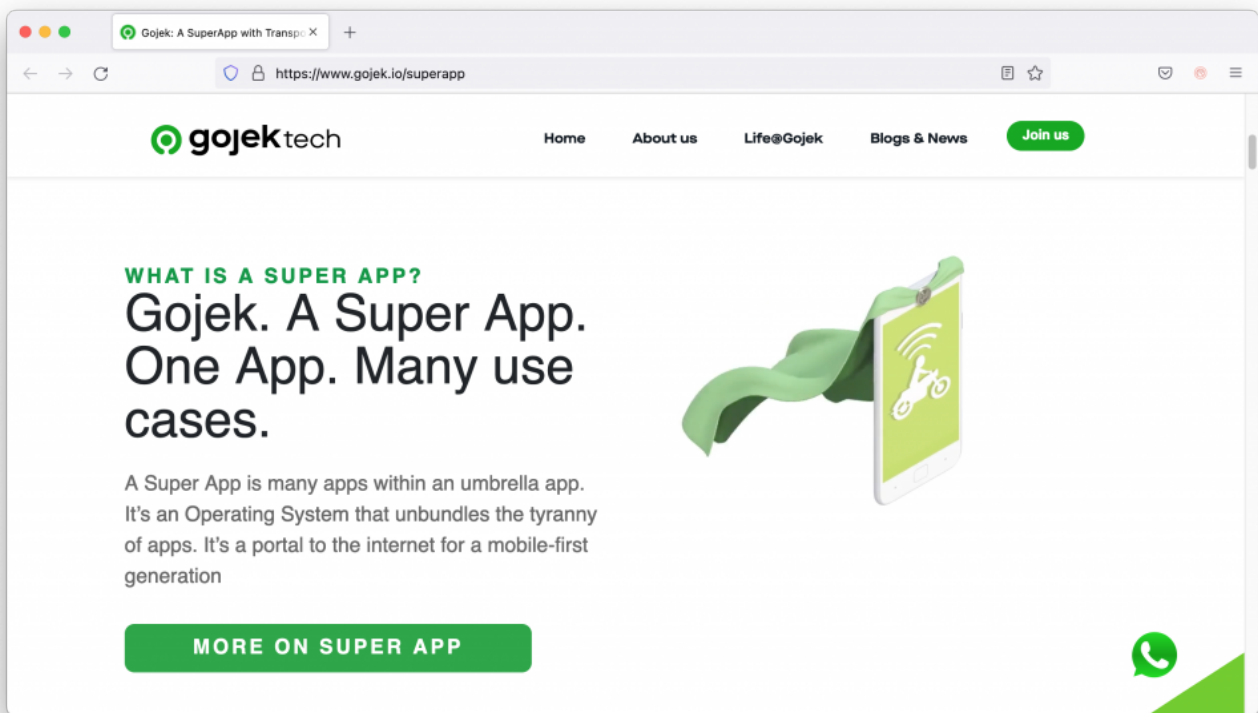 Gojek: A SuperApp with Transpo
https://www.gojek.io/superapp
gojek tech
Home
About us
Life@Gojek
Blogs & News
Join us
WHAT IS A SUPER APP?
Gojek. A Super App.
One App. Many use
cases.
A Super App is many apps within an umbrella app.
It's an Operating System that unbundles the tyranny
of apps. It's a portal to the internet for a mobile-first
generation
MORE ON SUPER APP